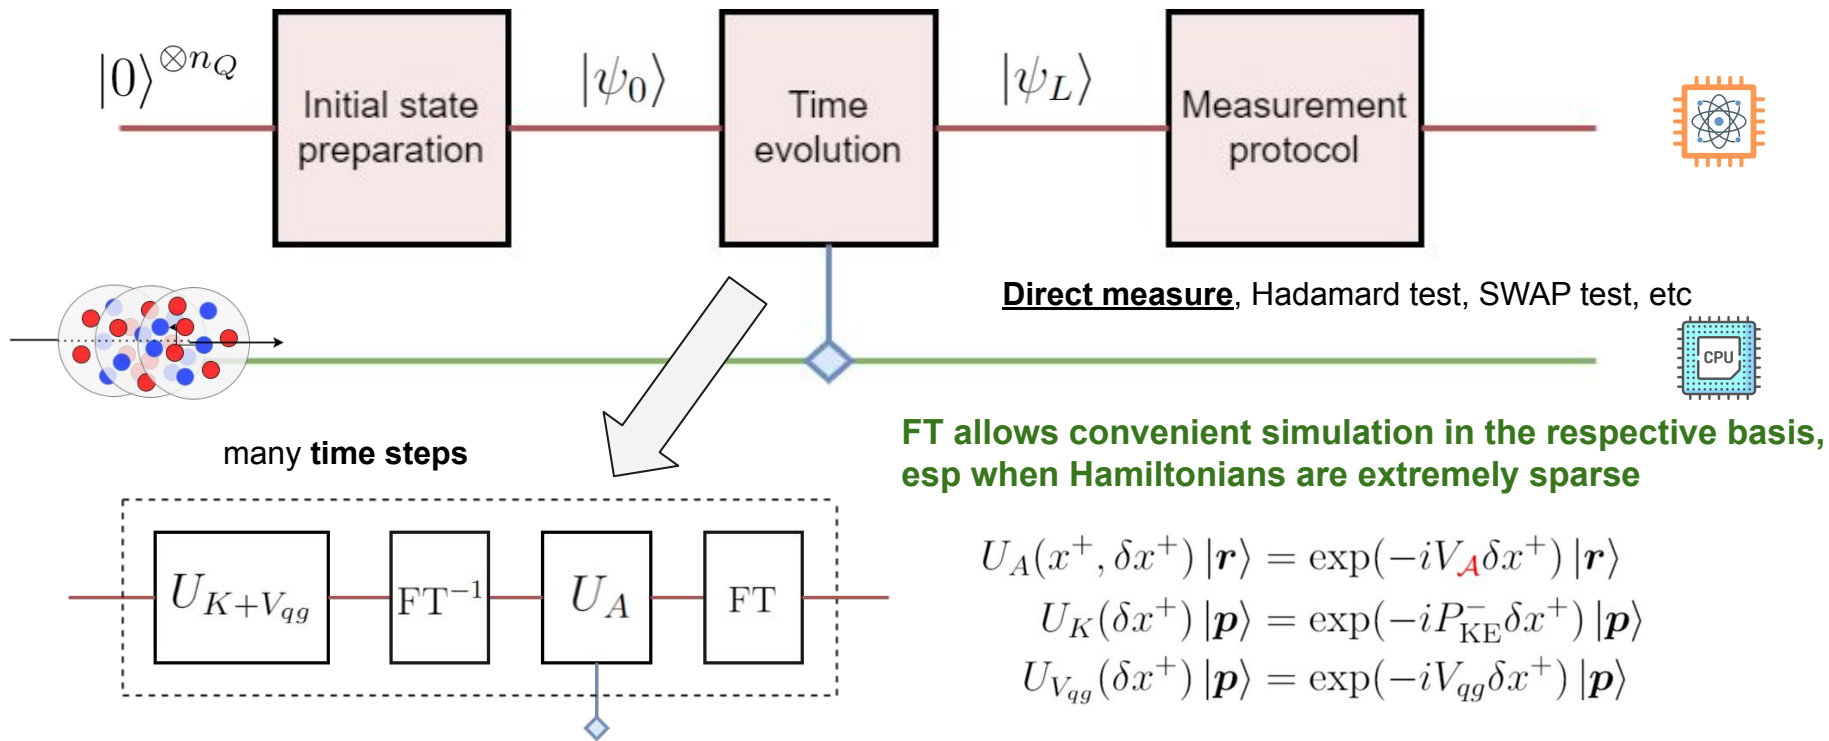 |0⟩^{⊗n_Q}
Initial state
preparation
|ψ_0⟩
Time
evolution
|ψ_L⟩
Measurement
protocol
Direct measure, Hadamard test, SWAP test, etc
CPU
FT allows convenient simulation in the respective basis,
esp when Hamiltonians are extremely sparse
many time steps
U_{K+V_{qg}}
FT^{-1}
U_A
FT
U_A(x^+, δx^+) |r⟩ = exp(−iV_A δx^+) |r⟩
U_K(δx^+) |p⟩ = exp(−iP^-_{KE} δx^+) |p⟩
U_{V_{qg}}(δx^+) |p⟩ = exp(−iV_{qg} δx^+) |p⟩